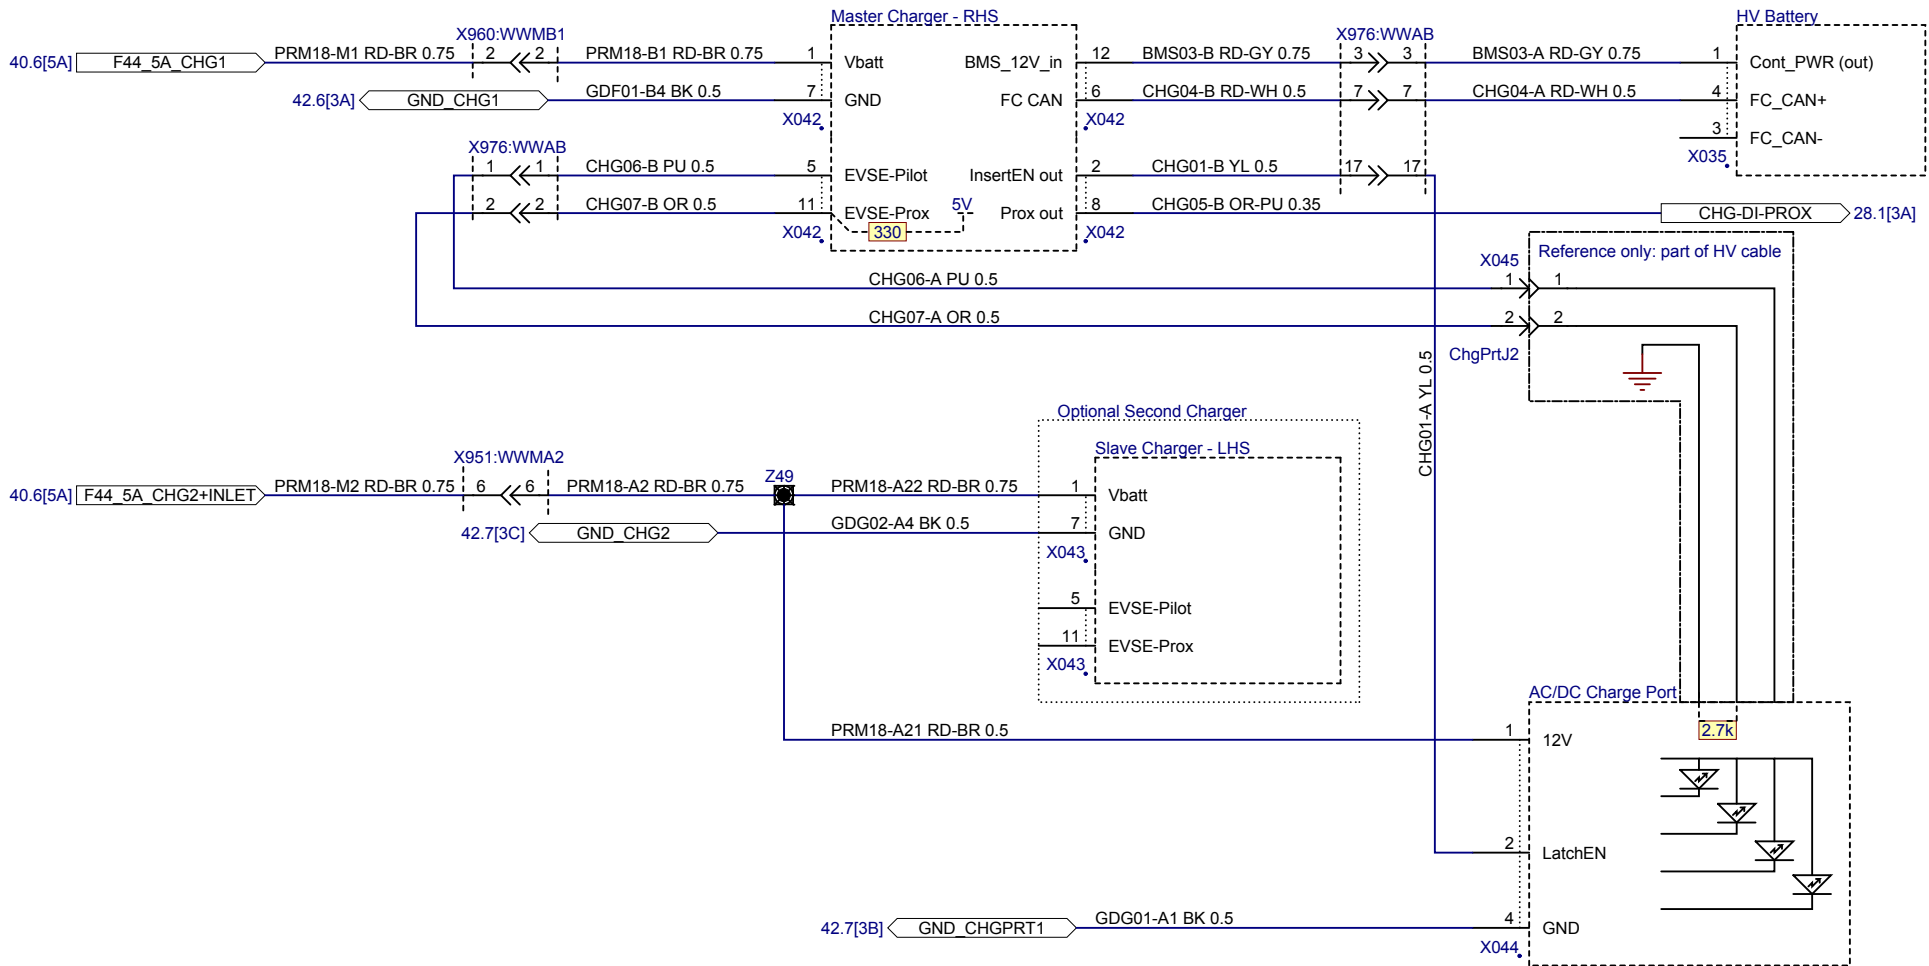 Master Charger - RHS
HV Battery
X960:WWMB1
X976:WWAB
40.6[5A] F44_5A_CHG1 PRM18-M1 RD-BR 0.75 2 2 PRM18-B1 RD-BR 0.75 1 Vbatt BMS_12V_in 12 BMS03-B RD-GY 0.75 3 3 BMS03-A RD-GY 0.75 1 Cont_PWR (out)
42.6[3A] GND_CHG1 GDF01-B4 BK 0.5 7 GND FC CAN 6 CHG04-B RD-WH 0.5 7 7 CHG04-A RD-WH 0.5 4 FC_CAN+
X042 X042
3 FC_CAN-
X976:WWAB
X035
1 1 CHG06-B PU 0.5 5 EVSE-Pilot InsertEN out 2 CHG01-B YL 0.5 17 17
2 2 CHG07-B OR 0.5 11 EVSE-Prox 5V Prox out 8 CHG05-B OR-PU 0.35 CHG-DI-PROX 28.1[3A]
X042 330 X042
Reference only: part of HV cable
X045
CHG06-A PU 0.5 1 1
CHG07-A OR 0.5 2 2
ChgPrtJ2
CHG01-A YL 0.5
Optional Second Charger
Slave Charger - LHS
X951:WWMA2
Z49
40.6[5A] F44_5A_CHG2+INLET PRM18-M2 RD-BR 0.75 6 6 PRM18-A2 RD-BR 0.75 PRM18-A22 RD-BR 0.75 1 Vbatt
42.7[3C] GND_CHG2 GDG02-A4 BK 0.5 7 GND
X043
5 EVSE-Pilot
11 EVSE-Prox
X043
AC/DC Charge Port
2.7k
PRM18-A21 RD-BR 0.5 1 12V
2 LatchEN
42.7[3B] GND_CHGPRT1 GDG01-A1 BK 0.5 4 GND
X044